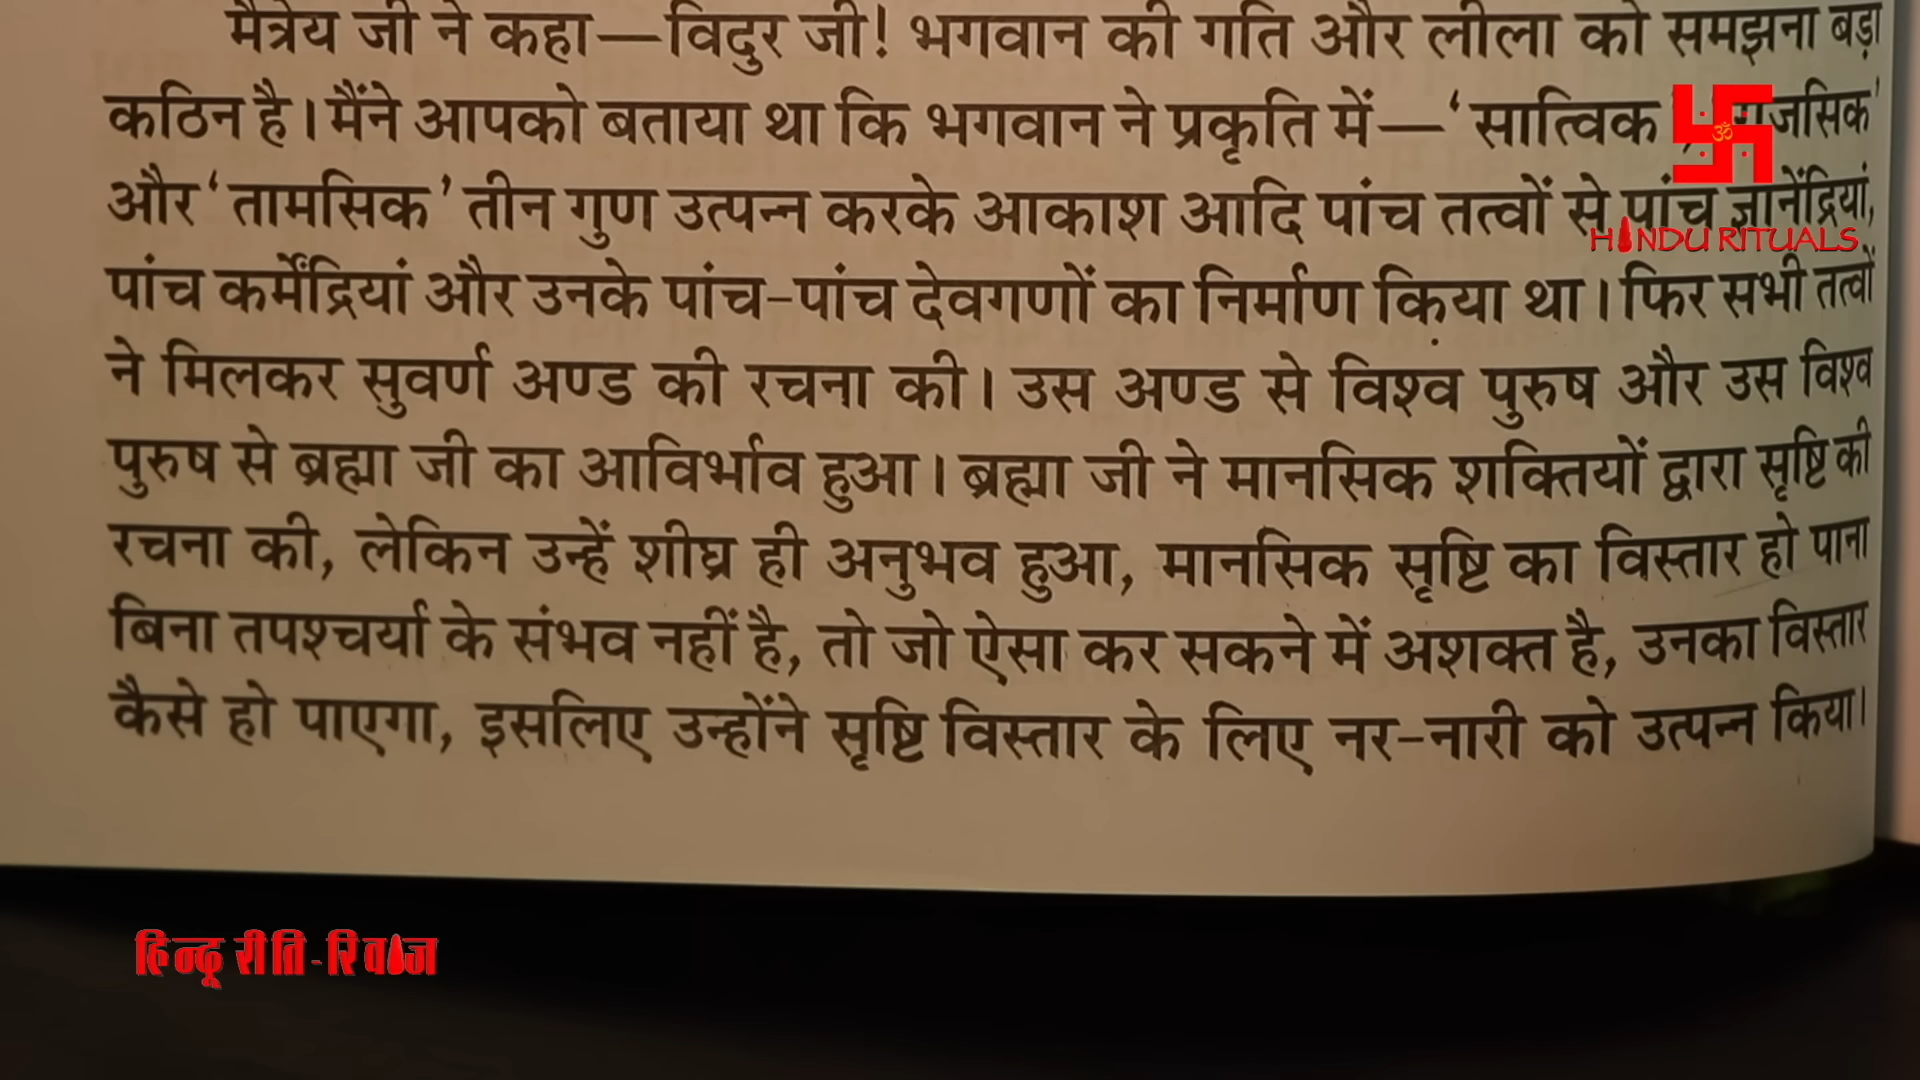 मैत्रेय जी ने कहा—विदुर जी! भगवान की गति और लीला को समझना बड़ा
कठिन है। मैंने आपको बताया था कि भगवान ने प्रकृति में—‘सात्विक
और ‘तामसिक’ तीन गुण उत्पन्न करके आकाश आदि पांच तत्वों से पांच ज्ञानेंद्रियां,
HINDU RITUALS
पांच कर्मेंद्रियां और उनके पांच-पांच देवगणों का निर्माण किया था। फिर सभी तत्वों
ने मिलकर सुवर्ण अण्ड की रचना की। उस अण्ड से विश्व पुरुष और उस विश्व
पुरुष से ब्रह्मा जी का आविर्भाव हुआ। ब्रह्मा जी ने मानसिक शक्तियों द्वारा सृष्टि की
रचना की, लेकिन उन्हें शीघ्र ही अनुभव हुआ, मानसिक सृष्टि का विस्तार हो पाना
बिना तपश्चर्या के संभव नहीं है, तो जो ऐसा कर सकने में अशक्त है, उनका विस्तार
कैसे हो पाएगा, इसलिए उन्होंने सृष्टि विस्तार के लिए नर-नारी को उत्पन्न किया।
हिन्दू रीति-रिवाज